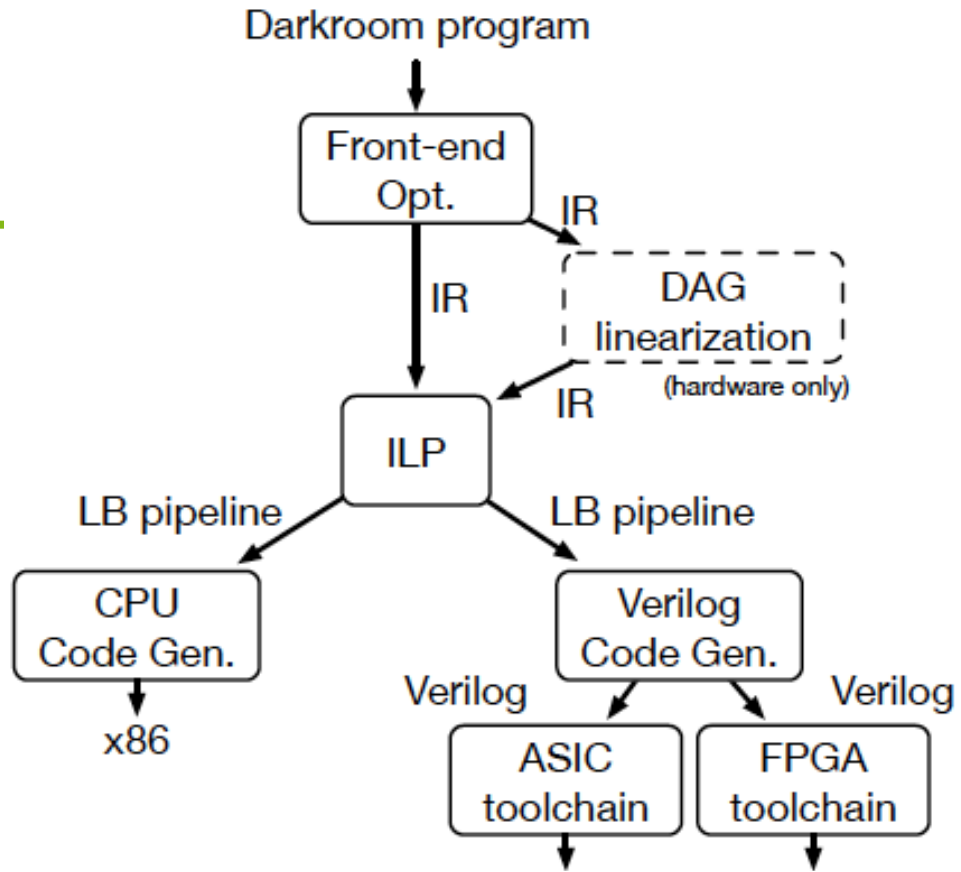 Darkroom program
Front-end
Opt.
IR
IR
DAG
linearization
(hardware only)
IR
ILP
LB pipeline
LB pipeline
CPU
Code Gen.
Verilog
Code Gen.
Verilog
Verilog
x86
ASIC
toolchain
FPGA
toolchain